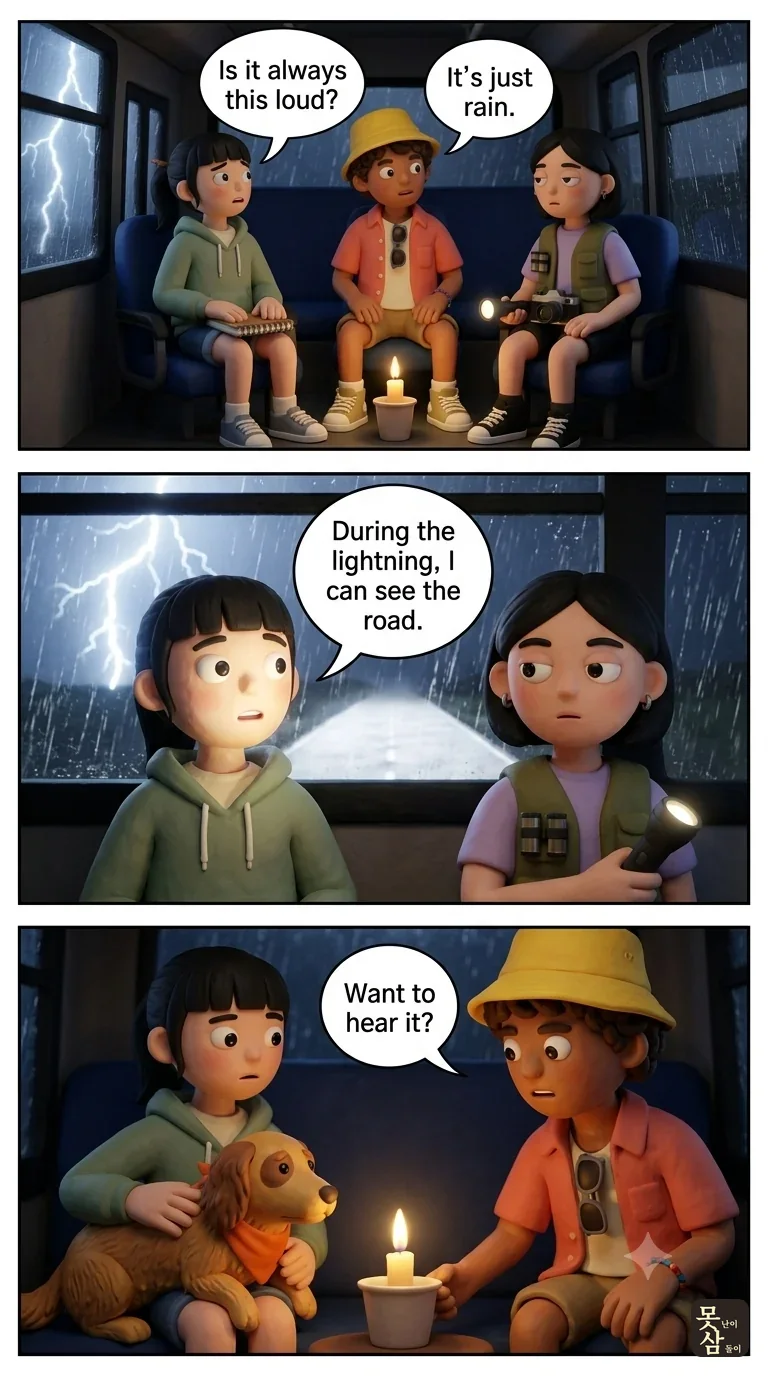 Is it always
this loud?
It's just
rain.
During the
lightning, I
can see the
road.
Want to
hear it?
못난이
삼돌이